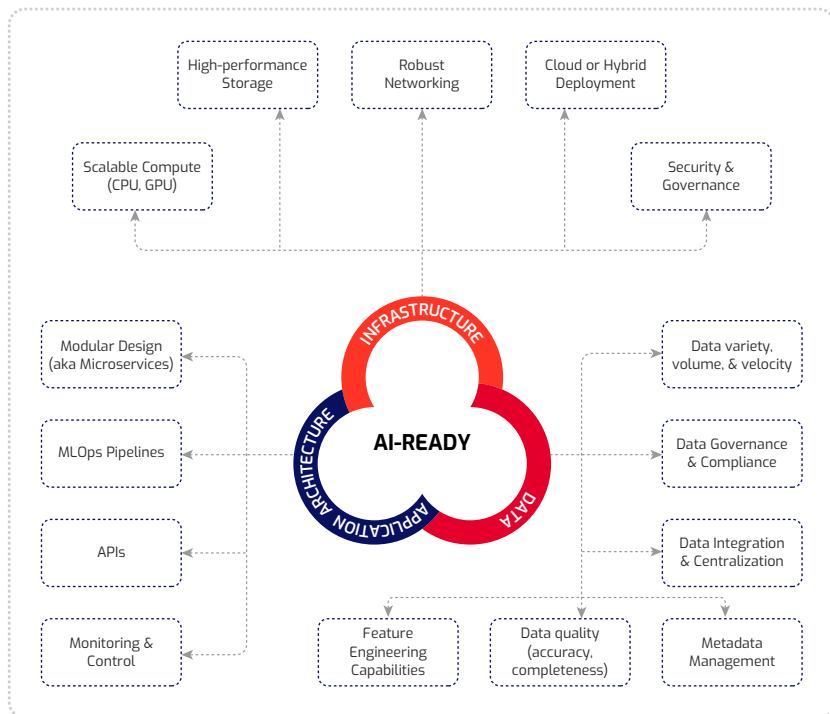 High-performance
Storage
Robust
Networking
Cloud or Hybrid
Deployment
Scalable Compute
(CPU, GPU)
Security &
Governance
INFRASTRUCTURE
Modular Design
(aka Microservices)
MLOps Pipelines
APIs
Monitoring &
Control
APPLICATION ARCHITECTURE
AI-READY
DATA
Data variety,
volume, & velocity
Data Governance
& Compliance
Data Integration
& Centralization
Feature
Engineering
Capabilities
Data quality
(accuracy,
completeness)
Metadata
Management